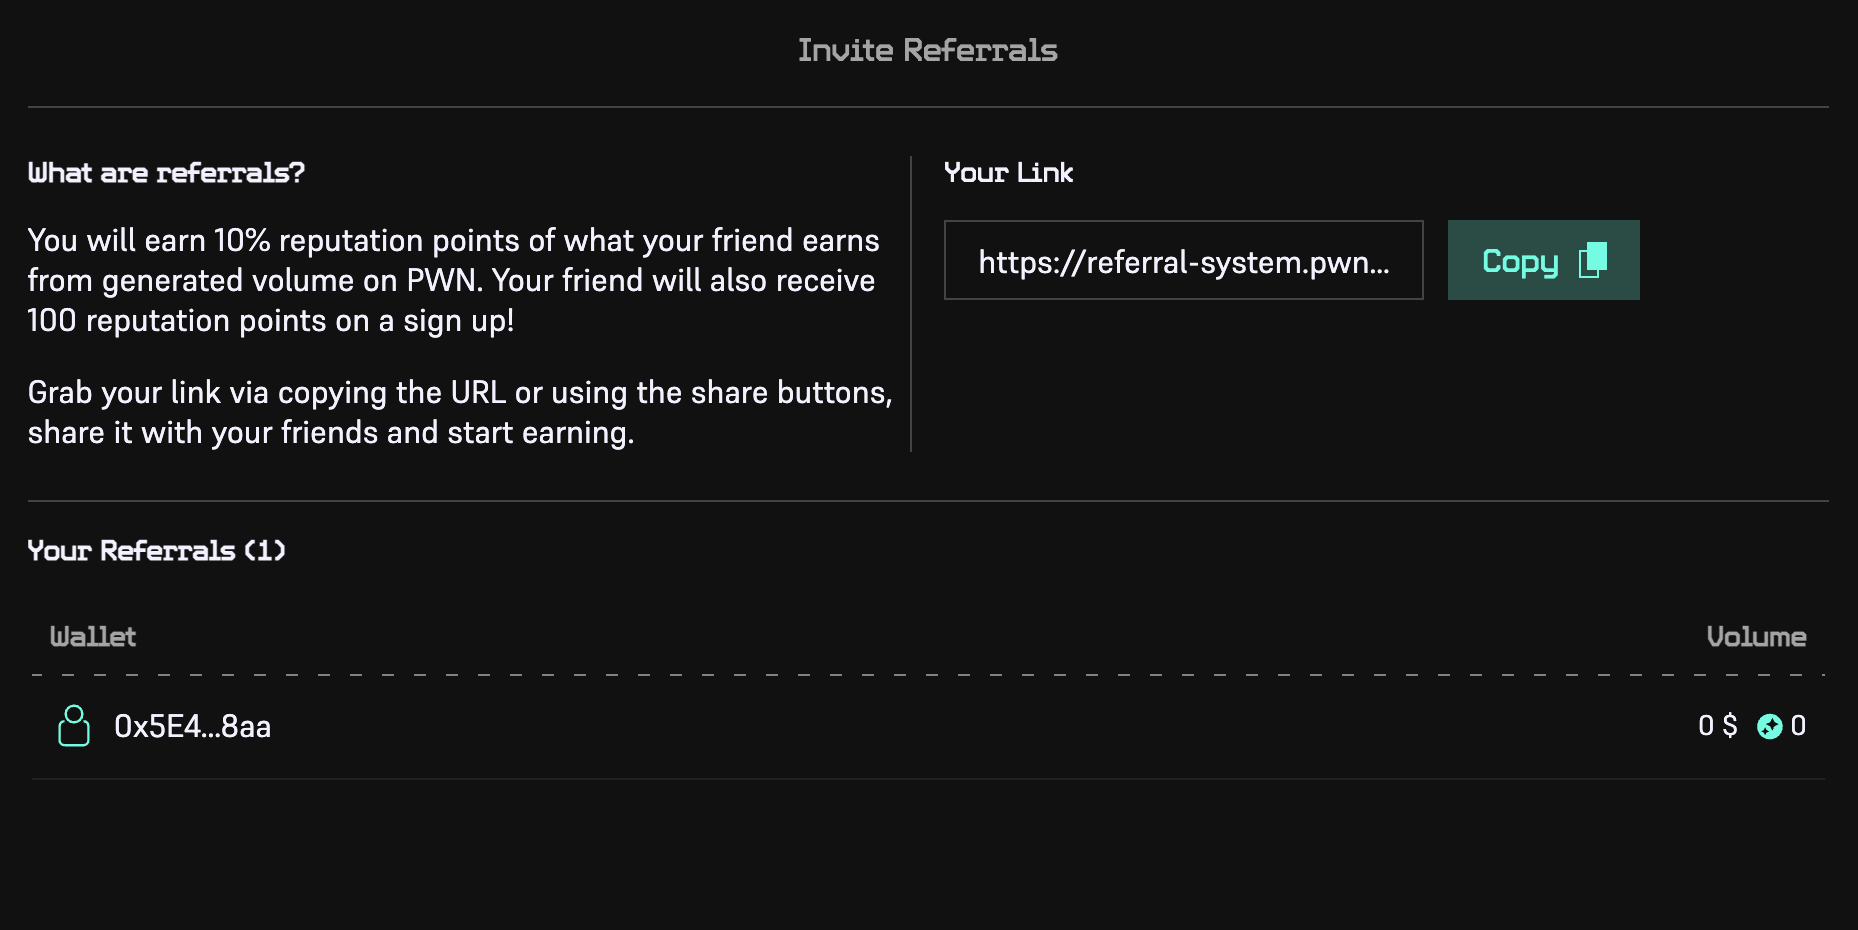 Invite Referrals
What are referrals?
You will earn 10% reputation points of what your friend earns
from generated volume on PWN. Your friend will also receive
100 reputation points on a sign up!
Grab your link via copying the URL or using the share buttons,
share it with your friends and start earning.
Your Link
https://referral-system.pwn...
Copy
Your Referrals (1)
Wallet Volume
0x5E4...8aa 0 $ 0